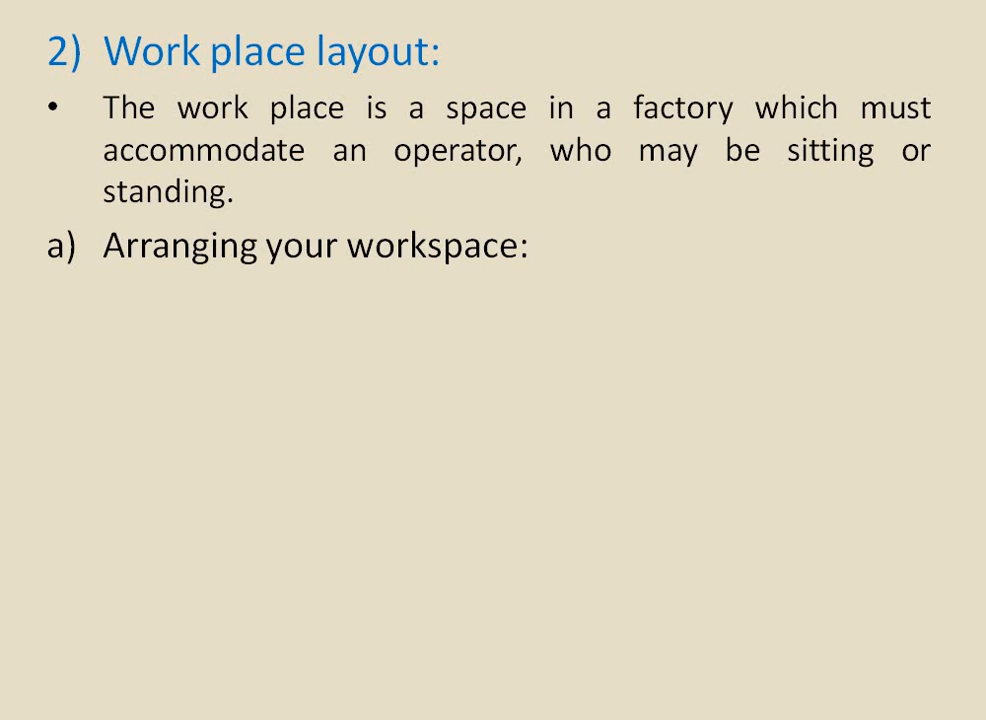 2) Work place layout:
• The work place is a space in a factory which must
accommodate an operator, who may be sitting or
standing.
a) Arranging your workspace: